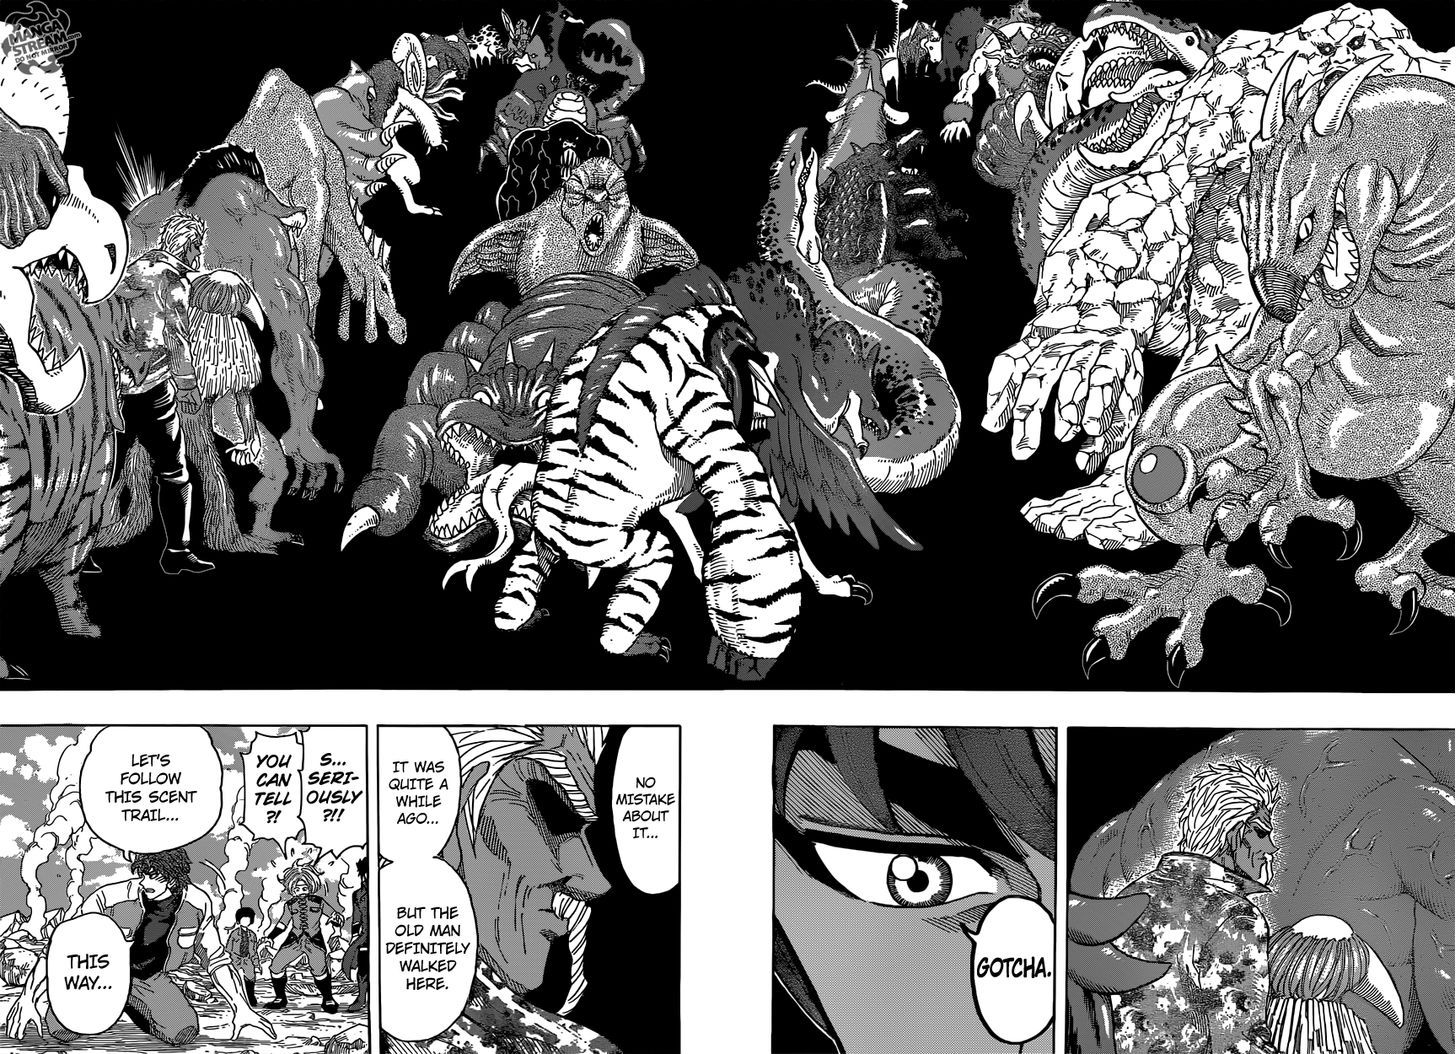 MANGA
STREAM.com
DO NOT MIRROR
GOTCHA.
NO
MISTAKE
ABOUT
IT...
IT WAS
QUITE A
WHILE
AGO...
BUT THE
OLD MAN
DEFINITELY
WALKED
HERE.
S...
SERI-
OUSLY
?!!
YOU
CAN
TELL
?!
LET'S
FOLLOW
THIS SCENT
TRAIL...
THIS
WAY...